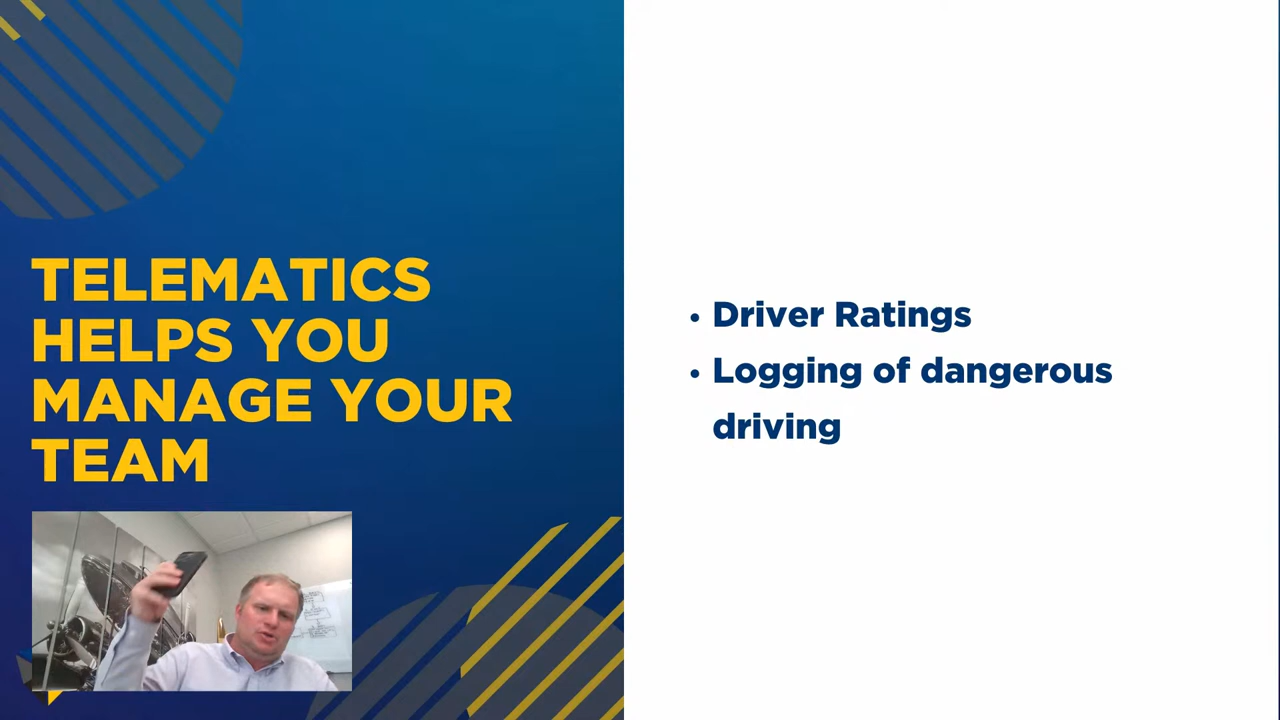 TELEMATICS
HELPS YOU
MANAGE YOUR
TEAM
• Driver Ratings
• Logging of dangerous
driving